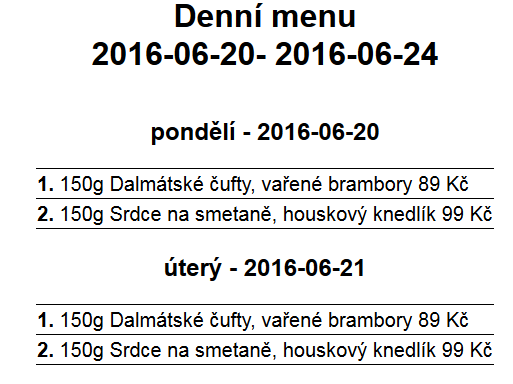 Denní menu
2016-06-20- 2016-06-24
pondělí - 2016-06-20
1. 150g Dalmátské čufty, vařené brambory 89 Kč
2. 150g Srdce na smetaně, houskový knedlík 99 Kč
úterý - 2016-06-21
1. 150g Dalmátské čufty, vařené brambory 89 Kč
2. 150g Srdce na smetaně, houskový knedlík 99 Kč